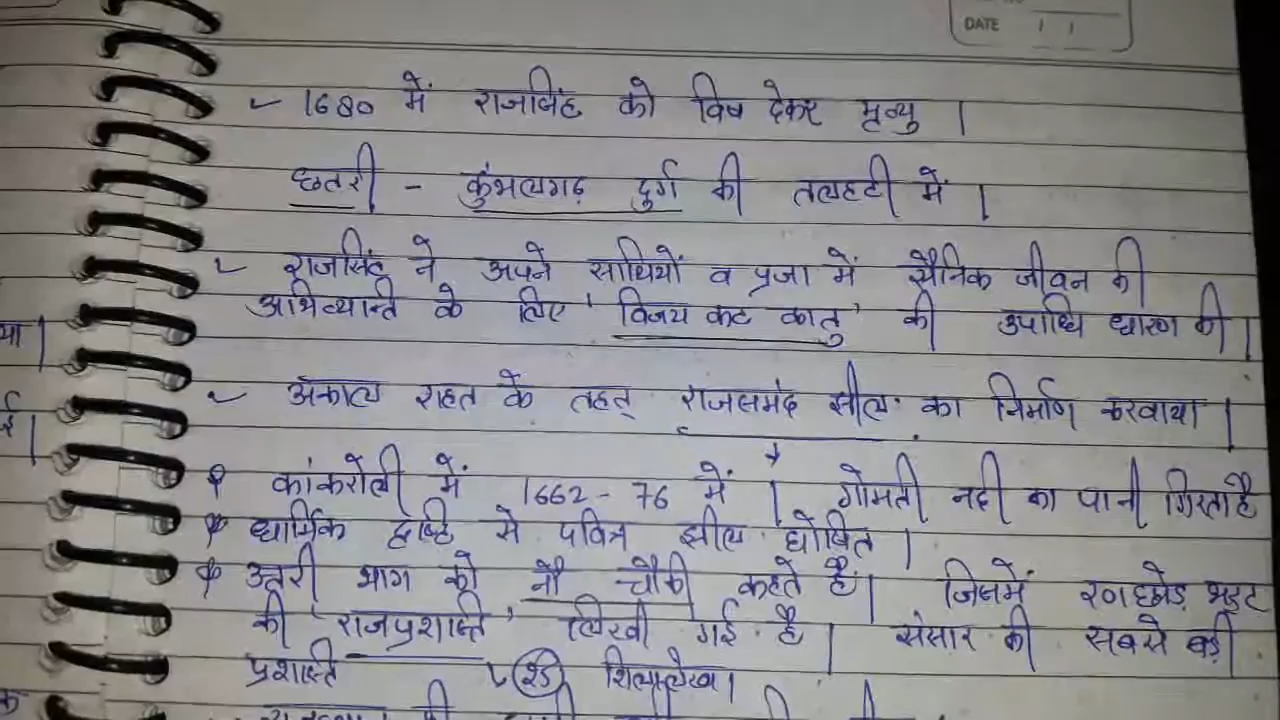 DATE / /
✓ 1680 में राजसिंह को विष देकर मृत्यु ।
छतरी - कुंभलगढ़ दुर्ग की तलहटी में ।
✓ राजसिंह ने अपने साथियों व प्रजा में सैनिक जीवन की
अभिव्यक्ति के लिए 'विजय कट कातु' की उपाधि धारण की ।
✓ अकाल राहत के तहत् राजसमंद झील का निर्माण करवाया ।
कांकरोली में 1662-76 में । गोमती नदी का पानी गिरता है
धार्मिक दृष्टि से पवित्र झील घोषित ।
उत्तरी भाग को नौ चौकी कहते हैं। जिसमें रणछोड़ भट्ट
की 'राजप्रशस्ति' लिखी गई है । संसार की सबसे बड़ी
प्रशस्ति शिलालेख।
या।
ई।